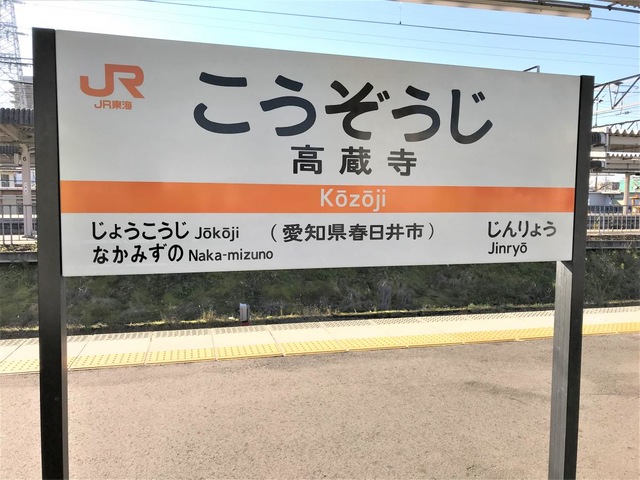 JR
JR東海
こうぞうじ
高蔵寺
Kōzōji
じょうこうじ Jōkōji
なかみずの Naka-mizuno
（愛知県春日井市）
じんりょう
Jinryō